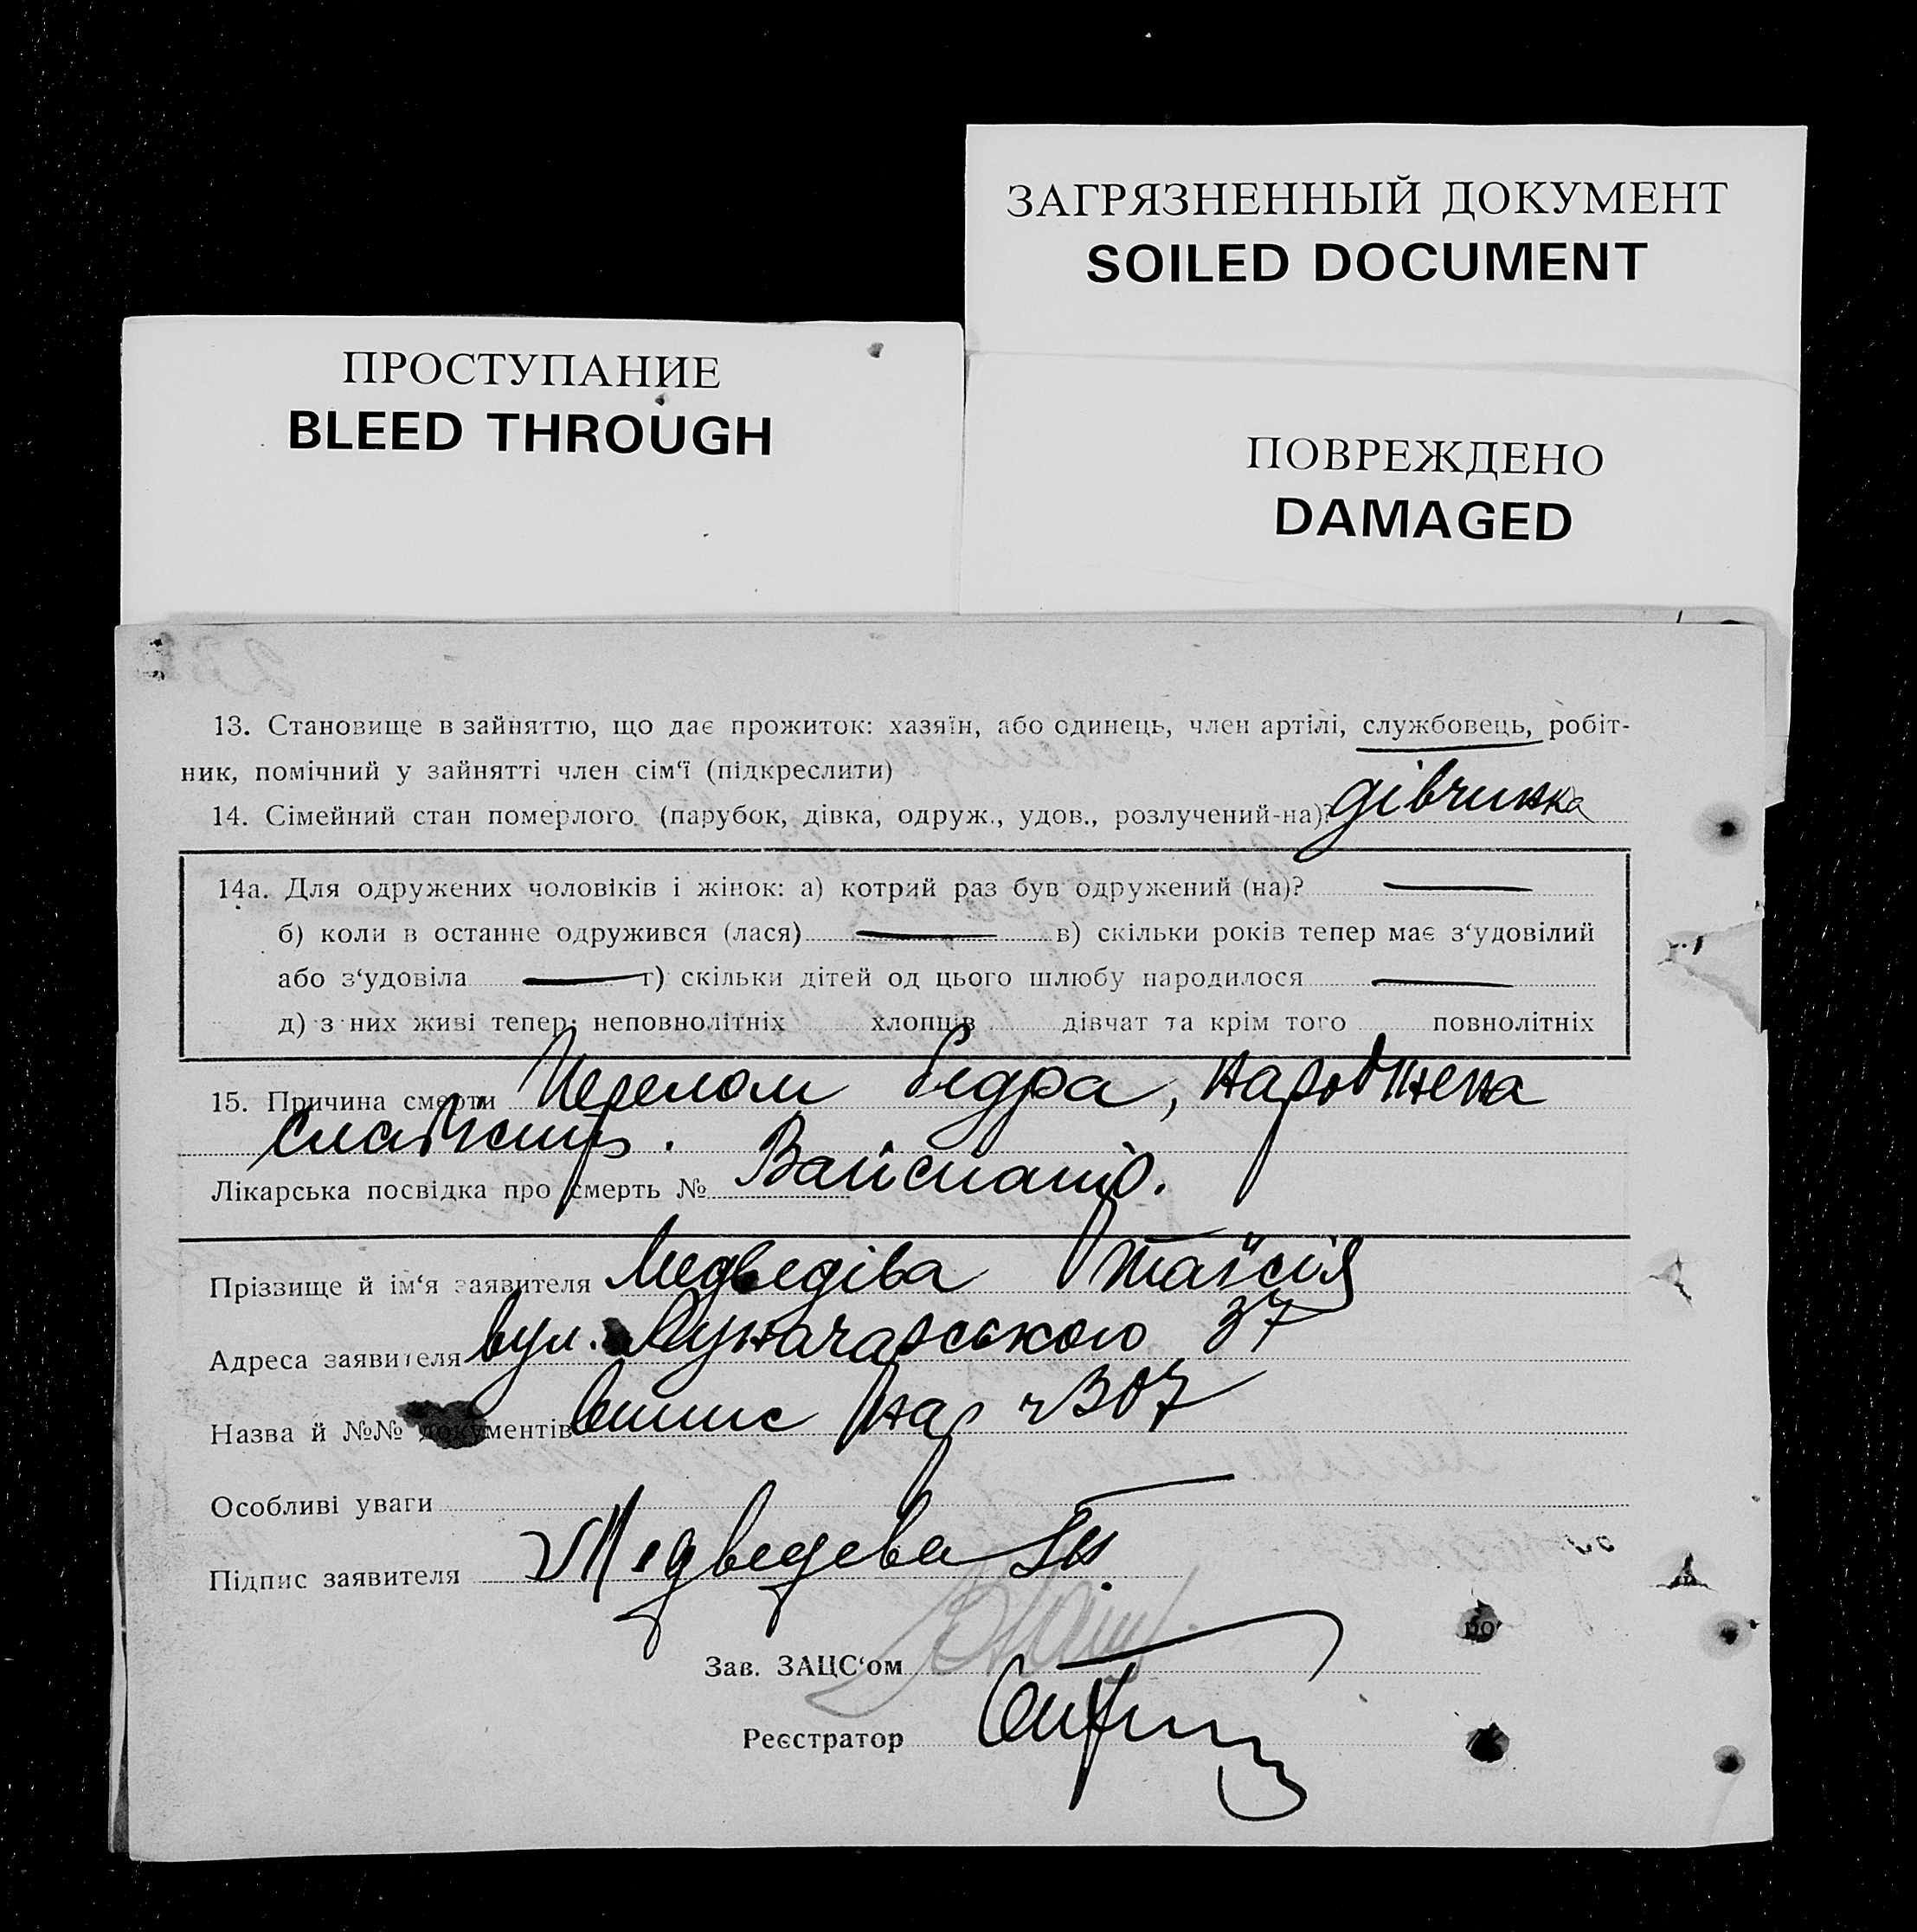 ЗАГРЯЗНЕННЫЙ ДОКУМЕНТ
SOILED DOCUMENT
ПРОСТУПАНИЕ
BLEED THROUGH
ПОВРЕЖДЕНО
DAMAGED
13. Становище в зайняттю, що дає прожиток: хазяїн, або одинець, член артілі, службовець, робіт-
ник, помічний у зайнятті член сім‘ї (підкреслити)
14. Сімейний стан померлого (парубок, дівка, одруж., удов., розлучений-на)? дівчинка
14а. Для одружених чоловіків і жінок: а) котрий раз був одружений (на)?
б) коли в останне одружився (лася) в) скільки років тепер має з‘удовілий
або з‘удовіла г) скільки дітей од цього шлюбу народилося
д) з них живі тепер: неповнолітніх хлопців дівчат та крім того повнолітніх
15. Причина смерти Перелом бедра, народжена
слабість.
Лікарська посвідка про смерть №
Прізвище й ім‘я заявителя Медведіва Таїсія
Адреса заявителя вул. Луначарського 37
Назва й №№ документів
Особливі уваги
Підпис заявителя Медведева
Зав. ЗАЦС‘ом
Реєстратор